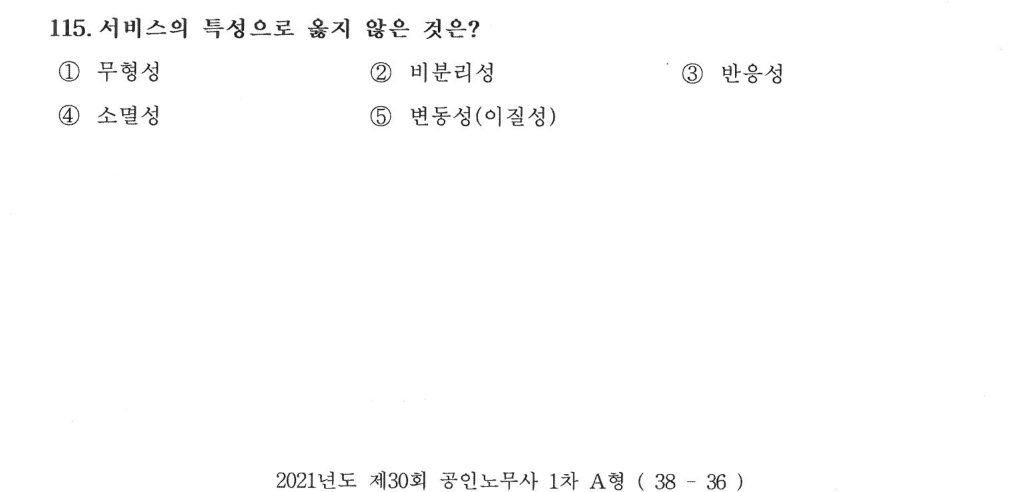 115. 서비스의 특성으로 옳지 않은 것은?
① 무형성 ② 비분리성 ③ 반응성
④ 소멸성 ⑤ 변동성(이질성)
2021년도 제30회 공인노무사 1차 A형 ( 38 - 36 )